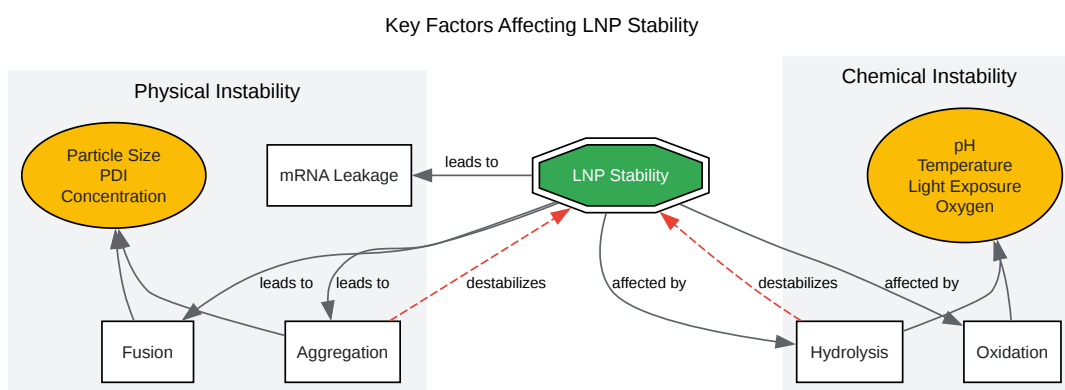 Key Factors Affecting LNP Stability
Physical Instability
Chemical Instability
Particle Size
PDI
Concentration
mRNA Leakage
leads to
LNP Stability
pH
Temperature
Light Exposure
Oxygen
leads to
leads to
destabilizes
affected by
destabilizes
affected by
Fusion
Aggregation
Hydrolysis
Oxidation